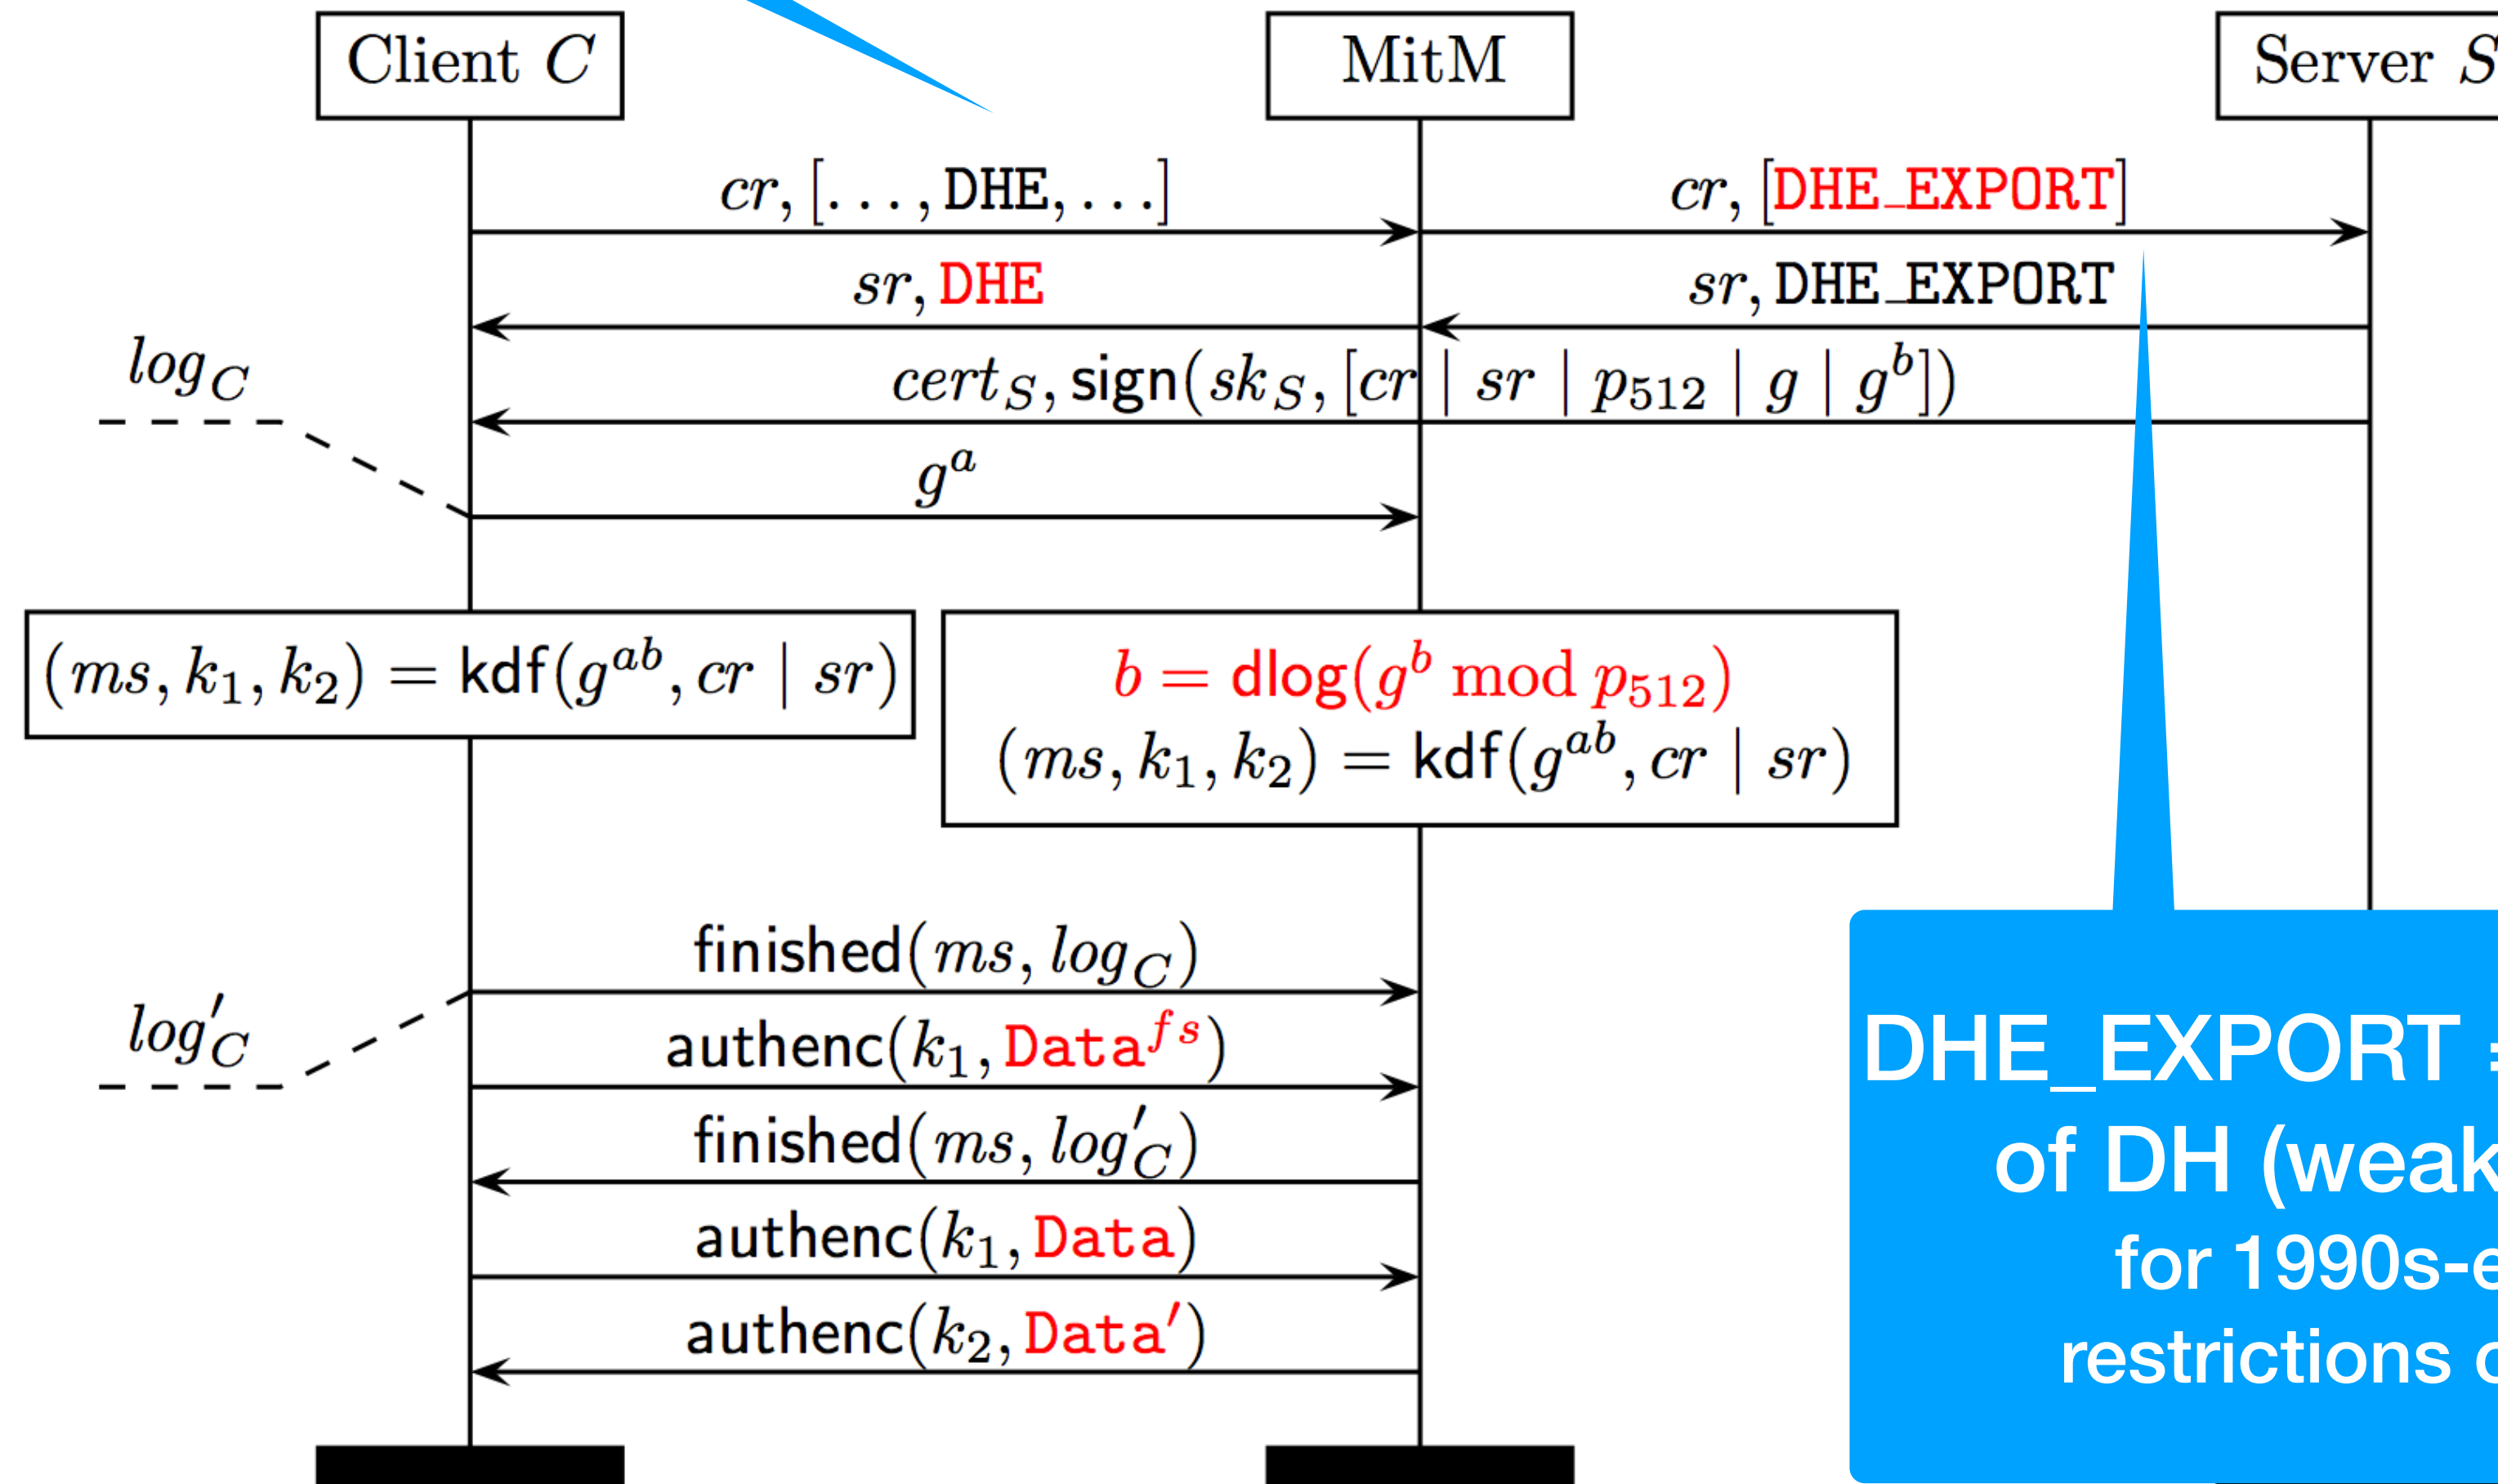 Client C
MitM
Server S
cr, [..., DHE, ...]
cr, [DHE_EXPORT]
sr, DHE
sr, DHE_EXPORT
log_C
cert_S, sign(sk_S, [cr | sr | p_512 | g | g^b])
g^a
(ms, k_1, k_2) = kdf(g^ab, cr | sr)
b = dlog(g^b mod p_512)
(ms, k_1, k_2) = kdf(g^ab, cr | sr)
finished(ms, log_C)
log'_C
authenc(k_1, Data^fs)
finished(ms, log'_C)
authenc(k_1, Data)
authenc(k_2, Data')
DHE_EXPORT
of DH (weak
for 1990s-
restrictions